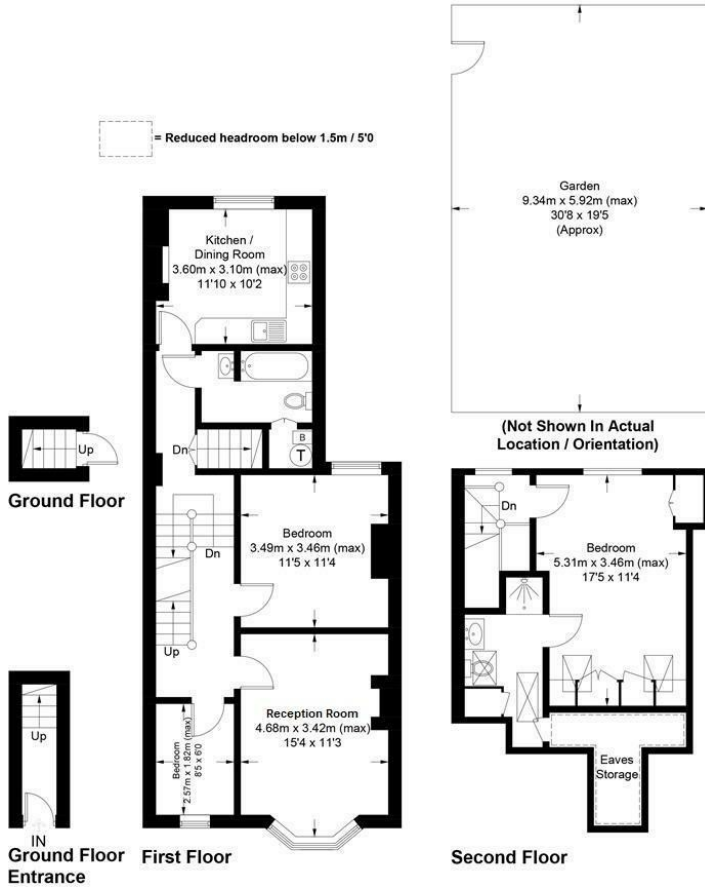 = Reduced headroom below 1.5m / 5'0
Garden
9.34m x 5.92m (max)
30'8 x 19'5
(Approx)
Kitchen /
Dining Room
3.60m x 3.10m (max)
11'10 x 10'2
(Not Shown In Actual
Location / Orientation)
Up
Ground Floor
Dn
B
T
Dn
Bedroom
3.49m x 3.46m (max)
11'5 x 11'4
Up
Dn
Bedroom
5.31m x 3.46m (max)
17'5 x 11'4
Up
IN
Ground Floor
Entrance
Bedroom
2.57m x 1.82m (max)
8'5 x 6'0
Reception Room
4.68m x 3.42m (max)
15'4 x 11'3
First Floor
Eaves
Storage
Second Floor